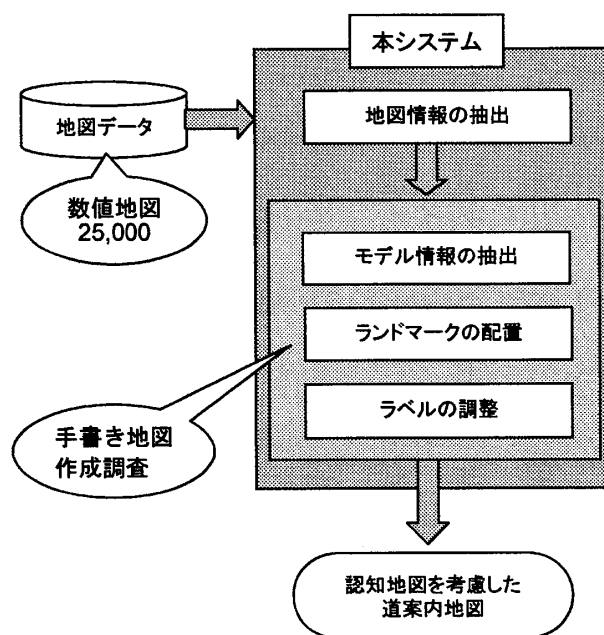 本システム
地図データ
地図情報の抽出
数値地図
25,000
モデル情報の抽出
ランドマークの配置
ラベルの調整
手書き地図
作成調査
認知地図を考慮した
道案内地図